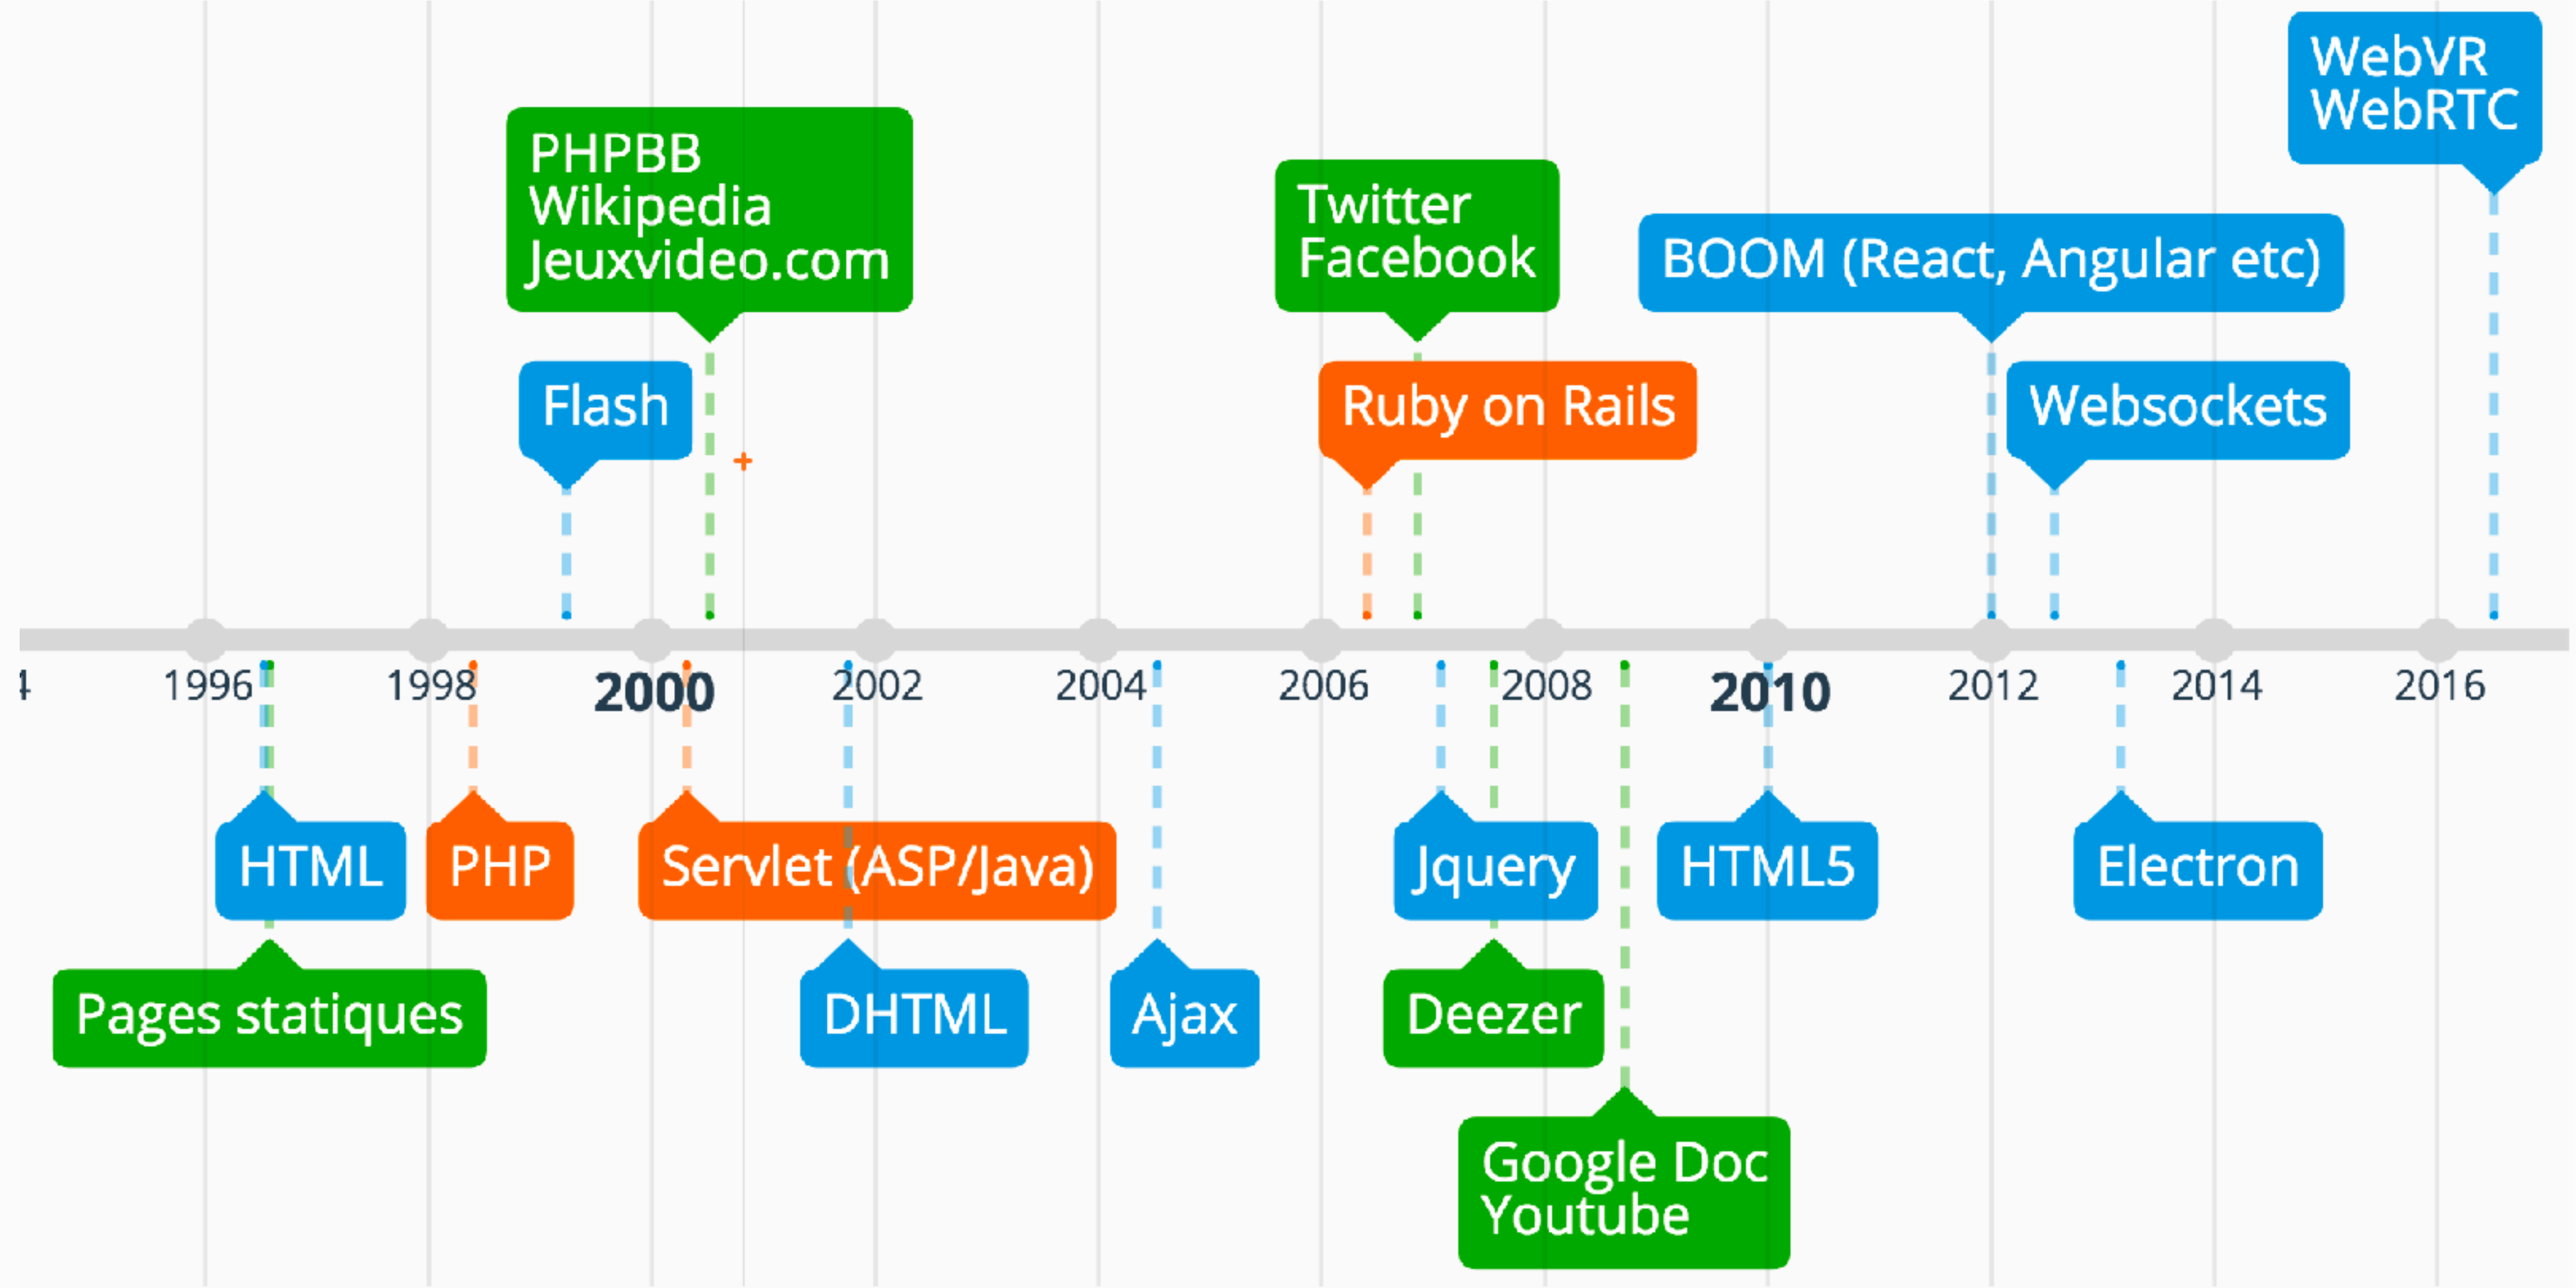 WebVR
WebRTC
PHPBB
Wikipedia
Jeuxvideo.com
Twitter
Facebook
BOOM (React, Angular etc)
Flash
Ruby on Rails
Websockets
4 1996 1998 2000 2002 2004 2006 2008 2010 2012 2014 2016
HTML
PHP
Servlet (ASP/Java)
Jquery
HTML5
Electron
Pages statiques
DHTML
Ajax
Deezer
Google Doc
Youtube